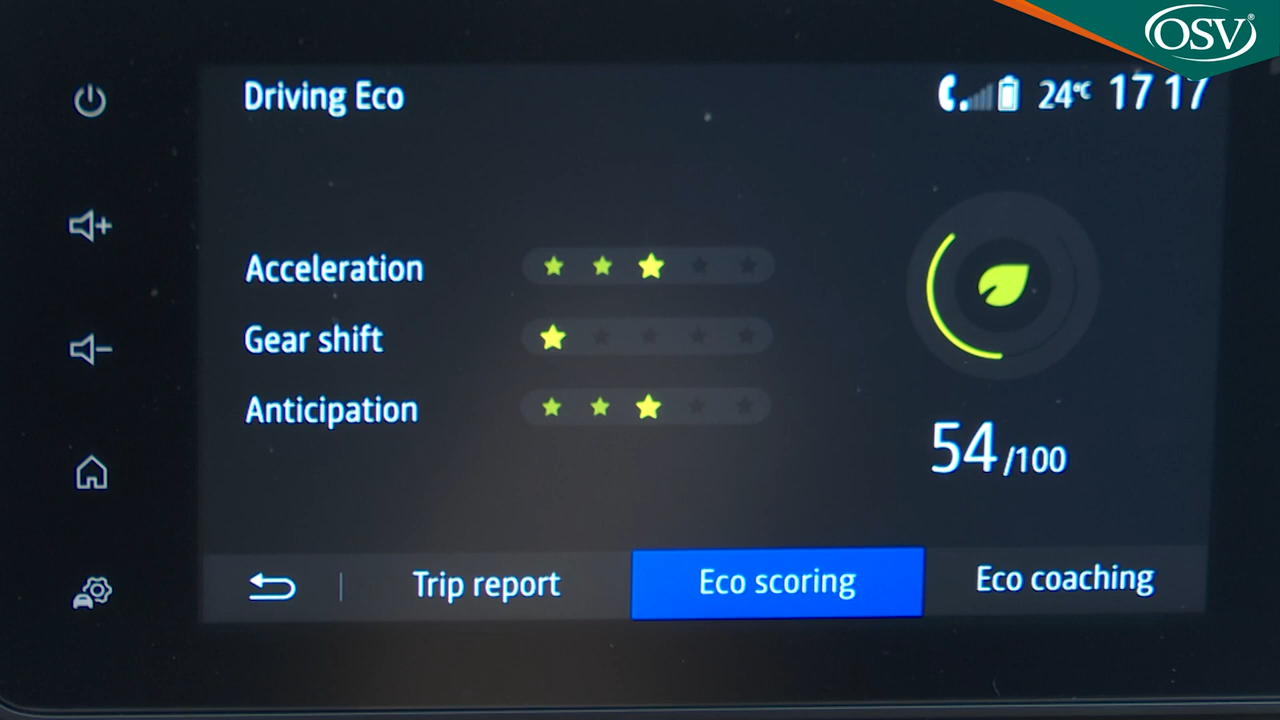 OSV®
Driving Eco
24°C 17 17
Acceleration
Gear shift
Anticipation
54/100
Trip report
Eco scoring
Eco coaching